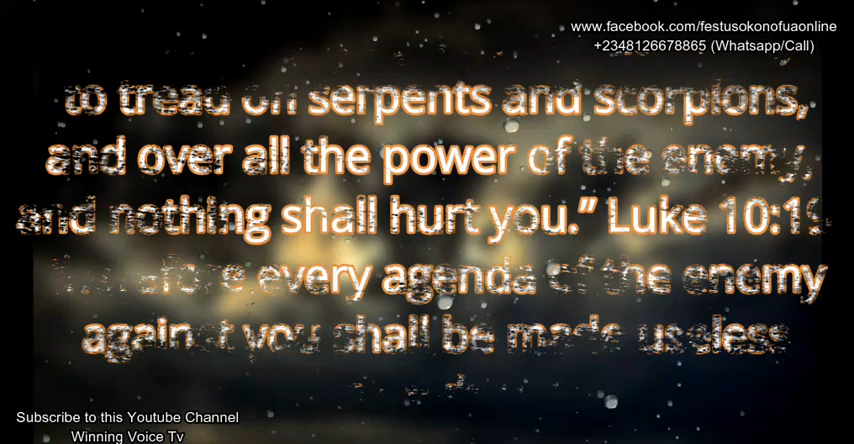 www.facebook.com/festusokonofuaonline
+2348126678865 (Whatsapp/Call)
to tread on serpents and scorpions,
and over all the power of the enemy,
and nothing shall hurt you.” Luke 10:19
every agenda of the enemy
against you shall be made useless
Subscribe to this Youtube Channel
Winning Voice Tv